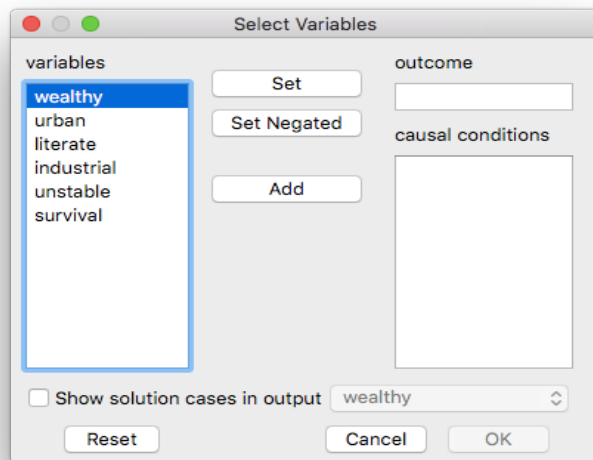 Select Variables
variables
wealthy
urban
literate
industrial
unstable
survival
Set
Set Negated
Add
outcome
causal conditions
Show solution cases in output
wealthy
Reset
Cancel
OK